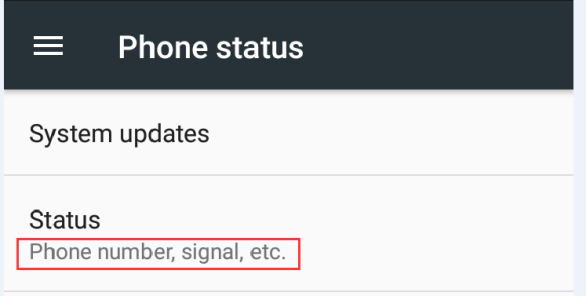 Phone status
System updates
Status
Phone number, signal, etc.